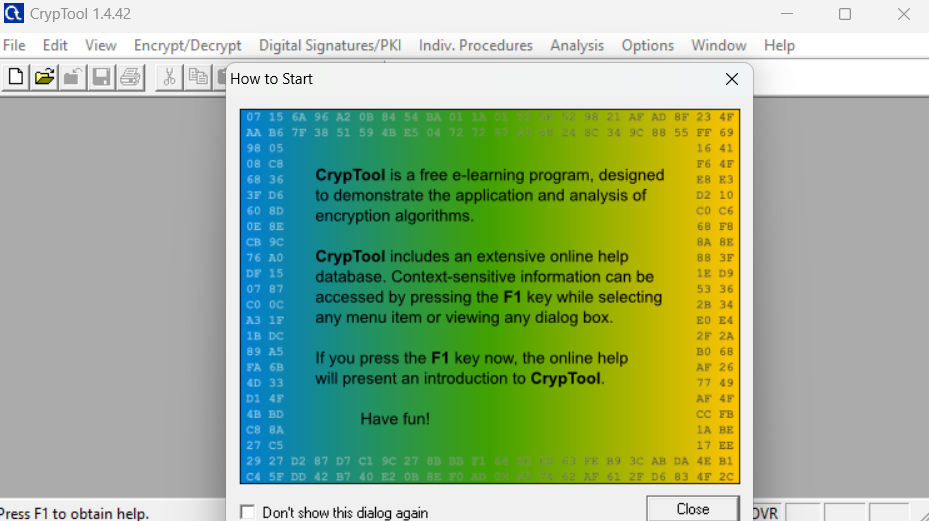 CrypTool 1.4.42
File Edit View Encrypt/Decrypt Digital Signatures/PKI Indiv. Procedures Analysis Options Window Help
How to Start
07 15 6A 96 A2 0B 84 54 BA 01 1A 52 98 21 AF AD 8F 23 4F
AA B6 7F 38 51 59 4B E5 04 72 72 24 8C 34 9C 88 55 FF 69
98 05 16 41
08 C8 F6 4F
68 36 CrypTool is a free e-learning program, designed E8 E3
3F D6 to demonstrate the application and analysis of D2 10
60 8D encryption algorithms. C0 C6
0E 8E 68 F8
CB 9C 8A 8E
76 A0 CrypTool includes an extensive online help 88 3F
DF 15 database. Context-sensitive information can be 1E D9
07 87 accessed by pressing the F1 key while selecting 53 36
C0 0C any menu item or viewing any dialog box. 2B 34
A3 1F E0 E4
1B DC 2F 2A
89 A5 If you press the F1 key now, the online help B0 68
FA 6B will present an introduction to CrypTool. AF 26
4D 33 77 49
D1 4F AF 4F
4B BD Have fun! CC FB
C8 8A 1A BE
27 C5 17 EE
29 27 D2 87 D7 C1 9C 27 8B BB F1 63 FE B9 3C AB DA 4E B1
C4 5F DD 42 B7 40 E2 0B 8E F0 62 AF 61 2F D6 83 4F 2C
Don't show this dialog again Close
Press F1 to obtain help. OVR